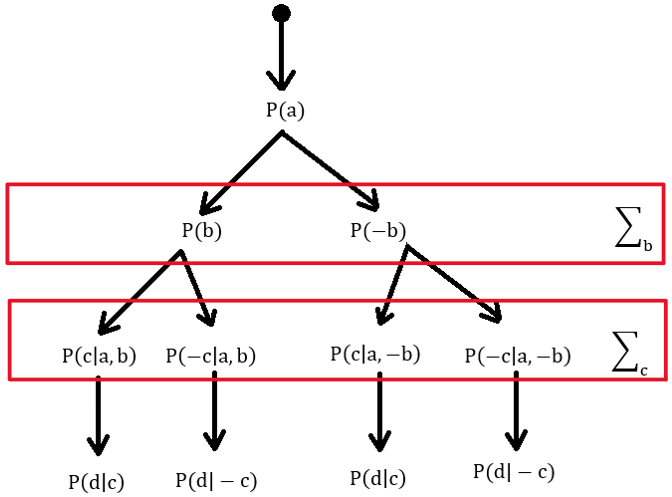 P(a)
P(b) P(−b) ∑b
P(c|a, b) P(−c|a, b) P(c|a, −b) P(−c|a, −b) ∑c
P(d|c) P(d| − c) P(d|c) P(d| − c)